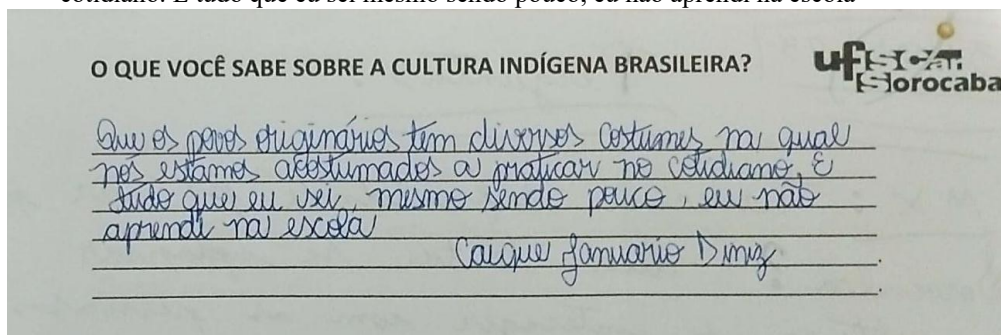 cotidiano. E tudo que eu sei mesmo sendo pouco, eu não aprendi na escola
O QUE VOCÊ SABE SOBRE A CULTURA INDÍGENA BRASILEIRA?
ufscar
Sorocaba
Que os povos originários tem diversos costumes na qual
nós estamos acostumados a praticar no cotidiano, E
tudo que eu sei, mesmo sendo pouco, eu não
aprendi na escola
Caique Januario Diniz